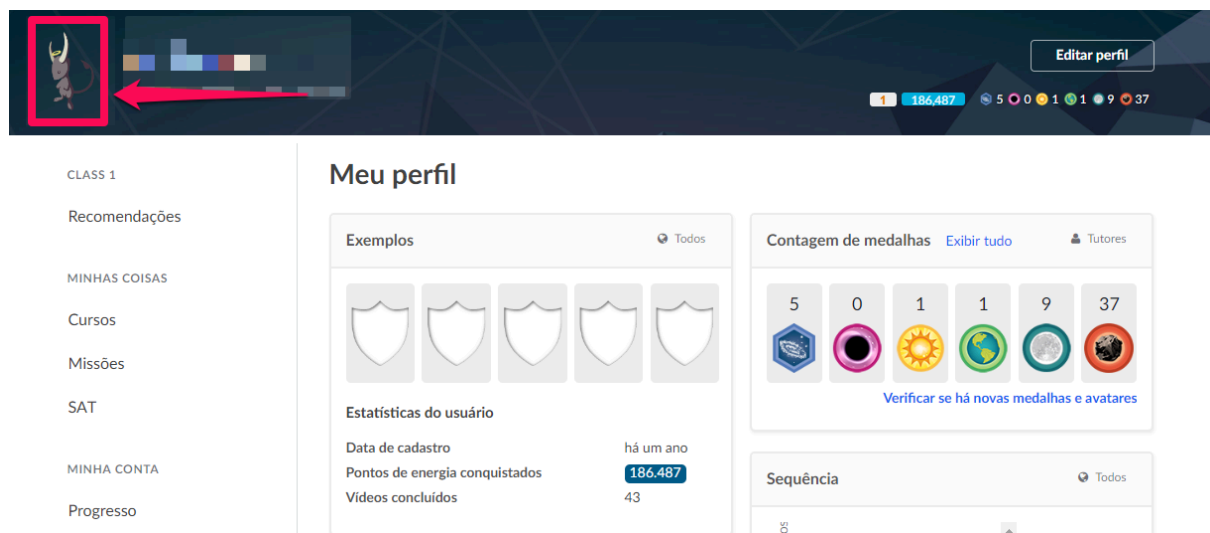 Editar perfil
1 186,487 5 0 1 1 9 37
CLASS 1
Recomendações
MINHAS COISAS
Cursos
Missões
SAT
MINHA CONTA
Progresso
Meu perfil
Exemplos Todos
Estatísticas do usuário
Data de cadastro há um ano
Pontos de energia conquistados 186.487
Vídeos concluídos 43
Contagem de medalhas Exibir tudo Tutores
5 0 1 1 9 37
Verificar se há novas medalhas e avatares
Sequência Todos